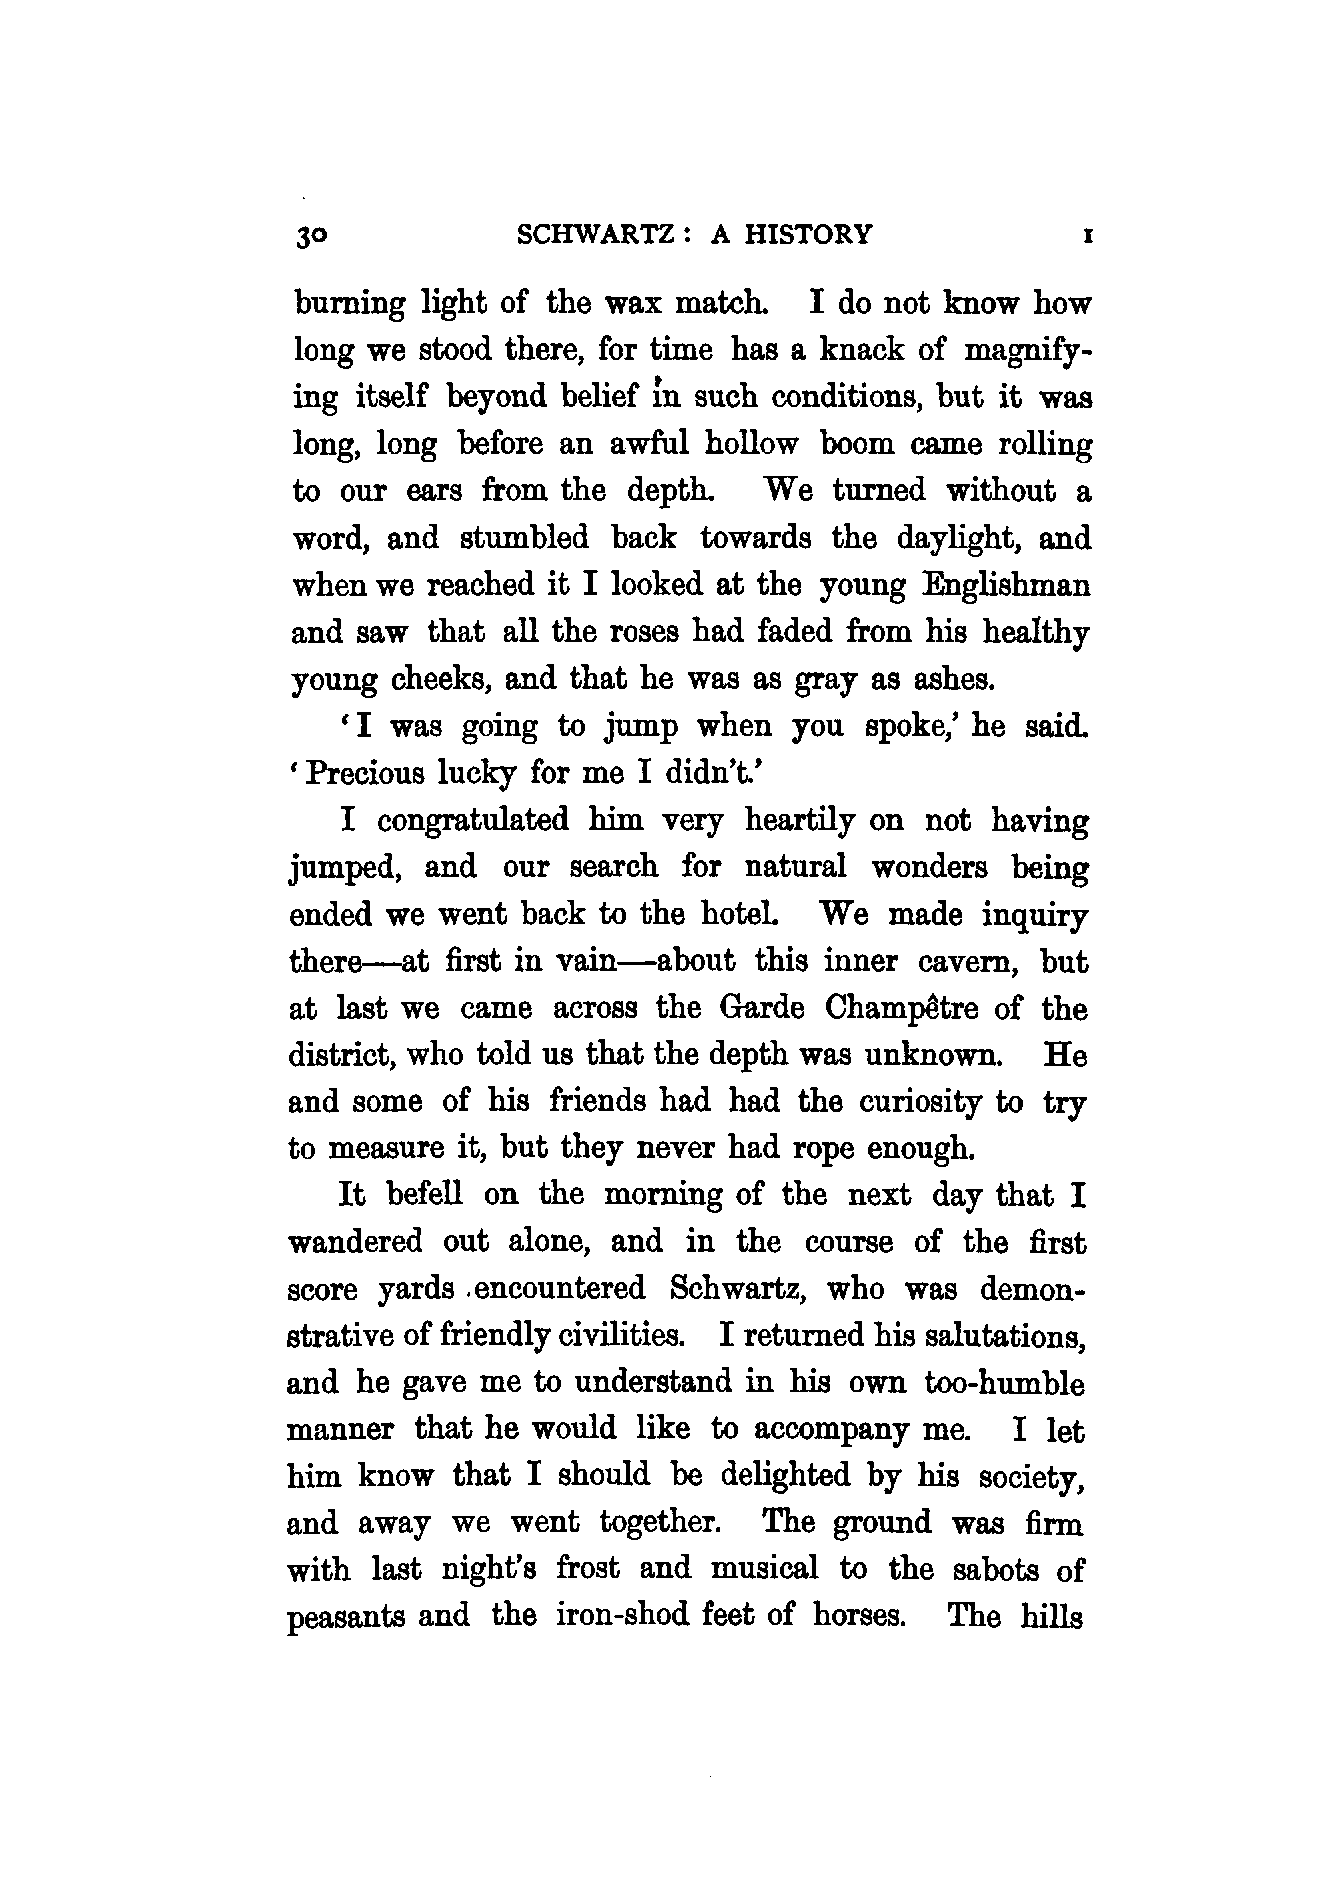 30 SCHWARTZ: A HISTORY I
burning light of the wax match. I do not know how
long we stood there, for time has a knack of magnify-
ing itself beyond belief in such conditions, but it was
long, long before an awful hollow boom came rolling
to our ears from the depth. We turned without a
word, and stumbled back towards the daylight, and
when we reached it I looked at the young Englishman
and saw that all the roses had faded from his healthy
young cheeks, and that he was as gray as ashes.
‘I was going to jump when you spoke,’ he said.
‘Precious lucky for me I didn’t.’
I congratulated him very heartily on not having
jumped, and our search for natural wonders being
ended we went back to the hotel. We made inquiry
there—at first in vain—about this inner cavern, but
at last we came across the Garde Champêtre of the
district, who told us that the depth was unknown. He
and some of his friends had had the curiosity to try
to measure it, but they never had rope enough.
It befell on the morning of the next day that I
wandered out alone, and in the course of the first
score yards encountered Schwartz, who was demon-
strative of friendly civilities. I returned his salutations,
and he gave me to understand in his own too-humble
manner that he would like to accompany me. I let
him know that I should be delighted by his society,
and away we went together. The ground was firm
with last night’s frost and musical to the sabots of
peasants and the iron-shod feet of horses. The hills